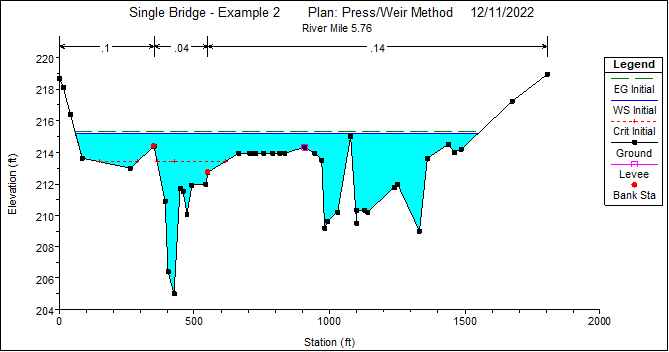 Single Bridge - Example 2 Plan: Press/Weir Method 12/11/2022
River Mile 5.76
.1 .04 .14
220
218
216
214
212
210
208
206
204
0 500 1000 1500 2000
Elevation (ft)
Station (ft)
Legend
EG Initial
WS Initial
Crit Initial
Ground
Levee
Bank Sta